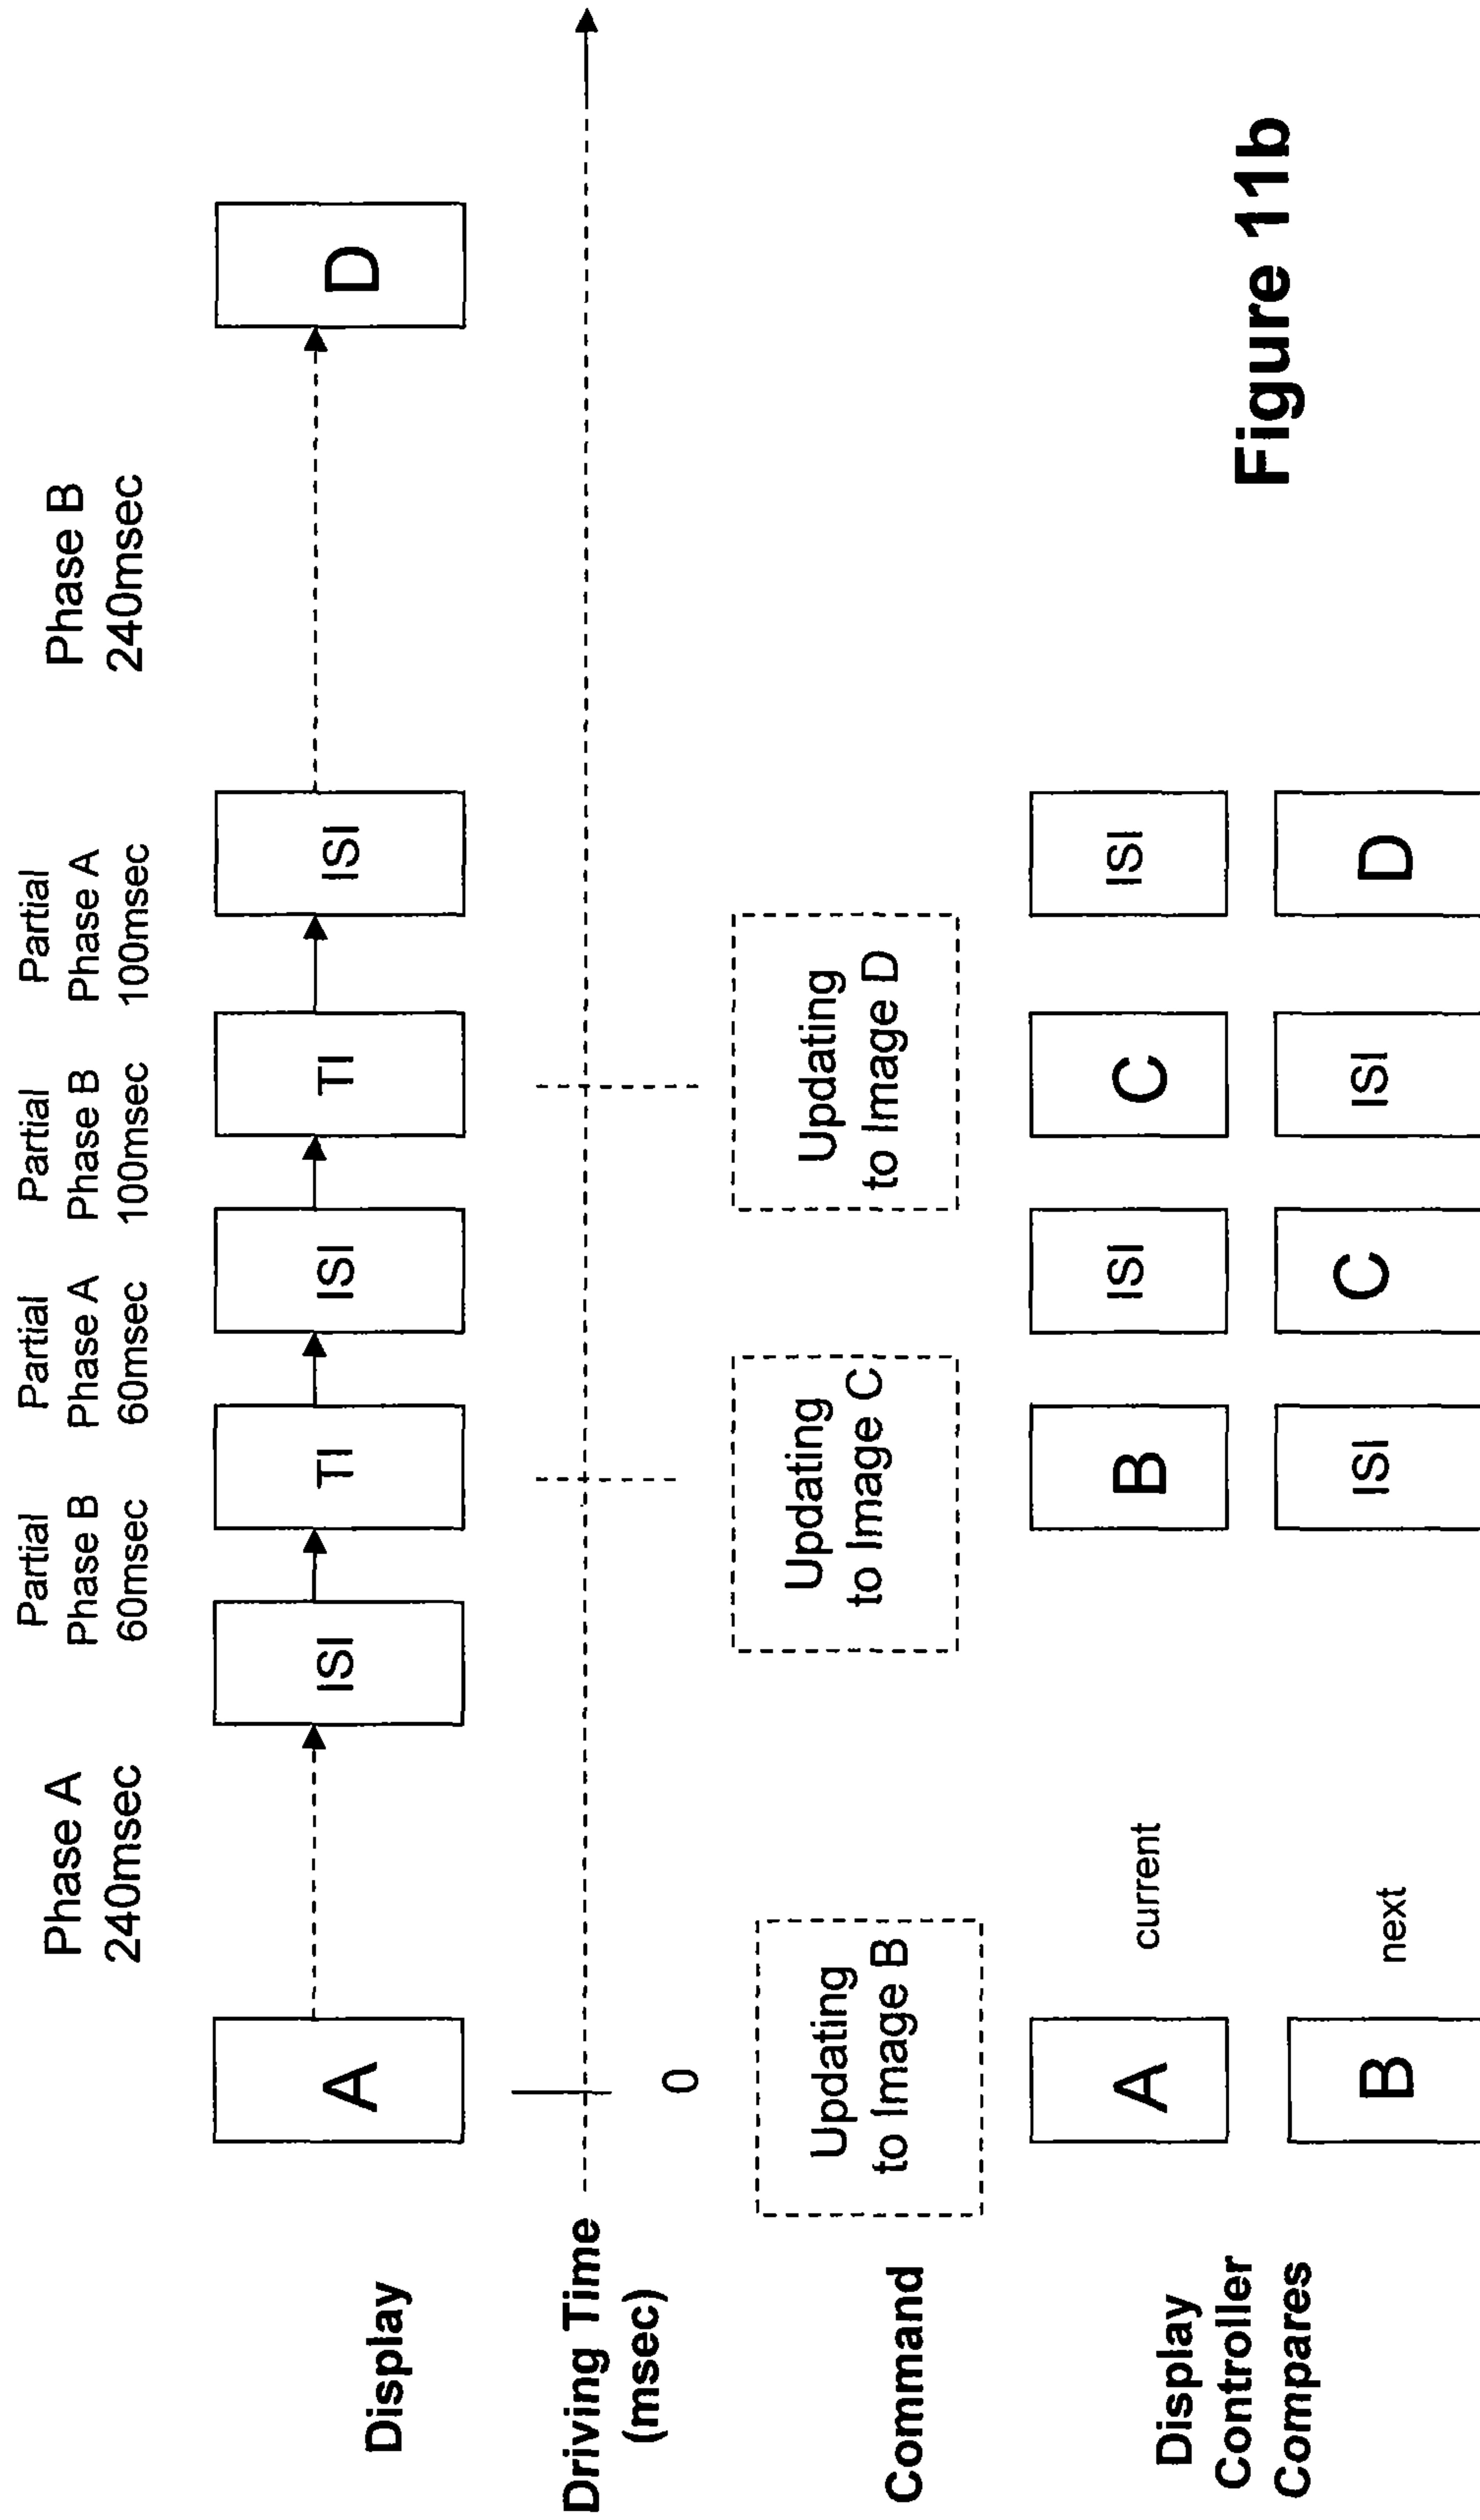 Phase A
240msec
Partial
Phase B
60msec
Partial
Phase A
60msec
Partial
Phase B
100msec
Partial
Phase A
100msec
Phase B
240msec
Display
A
ISI
TI
ISI
TI
ISI
D
Driving Time
(msec)
0
Command
Updating
to Image B
Updating
to Image C
Updating
to Image D
Display
Controller
Compares
A
current
B
ISI
C
ISI
B
next
ISI
C
ISI
D
Figure 11b